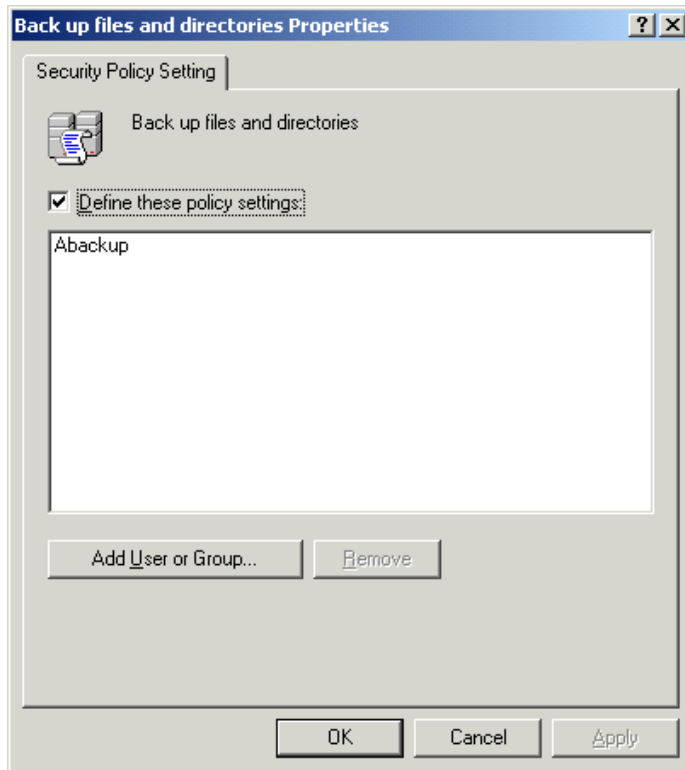 Back up files and directories Properties
Security Policy Setting
Back up files and directories
Define these policy settings:
Abackup
Add User or Group...
Remove
OK
Cancel
Apply